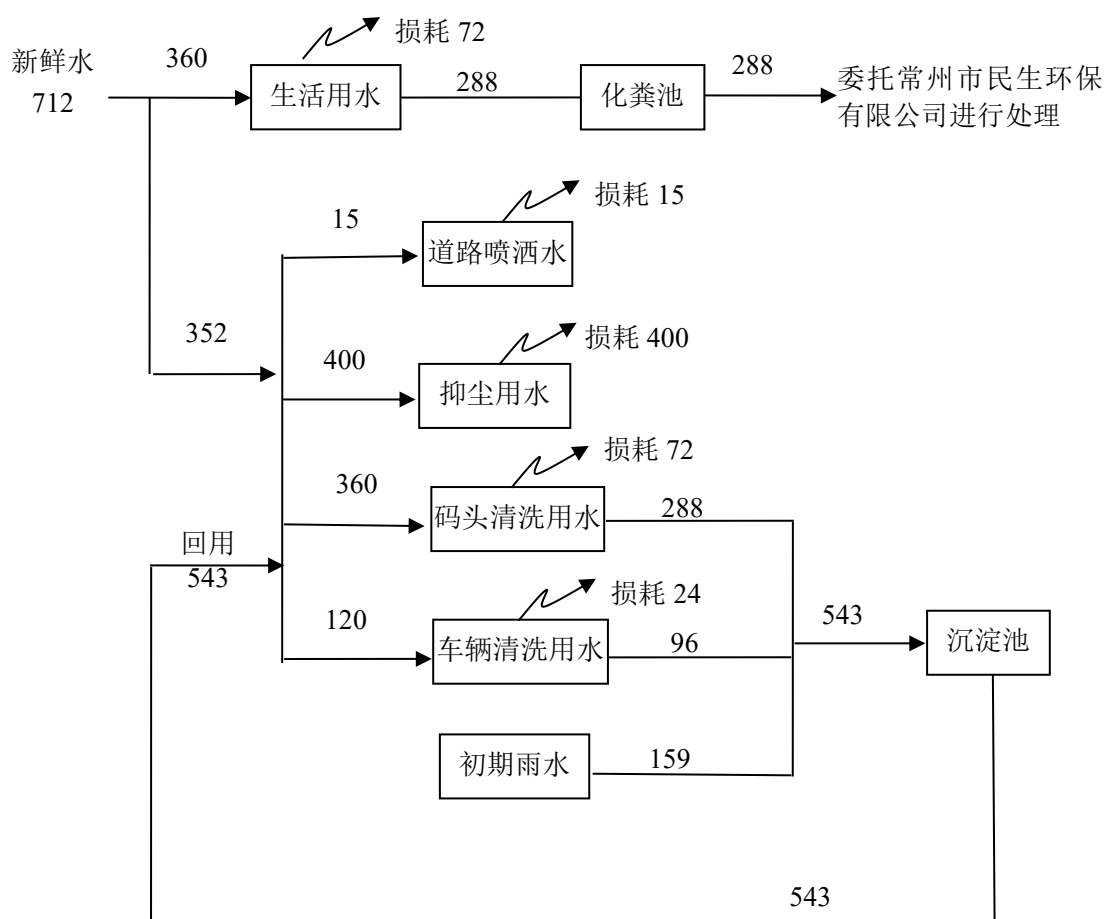 损耗 72
新鲜水
712
360
生活用水
288
化粪池
288
委托常州市民生环保
有限公司进行处理
15
损耗 15
道路喷洒水
352
400
损耗 400
抑尘用水
360
损耗 72
码头清洗用水
288
回用
543
120
损耗 24
车辆清洗用水
96
543
沉淀池
初期雨水
159
543